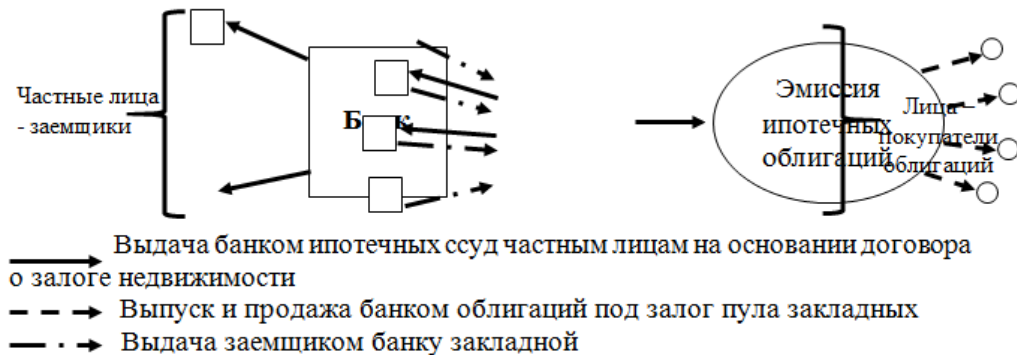 Частные лица
- заемщики
Эмиссия
ипотечных
облигаций
Лица –
покупатели
облигаций
Выдача банком ипотечных ссуд частным лицам на основании договора
о залоге недвижимости
Выпуск и продажа банком облигаций под залог пула закладных
Выдача заемщиком банку закладной